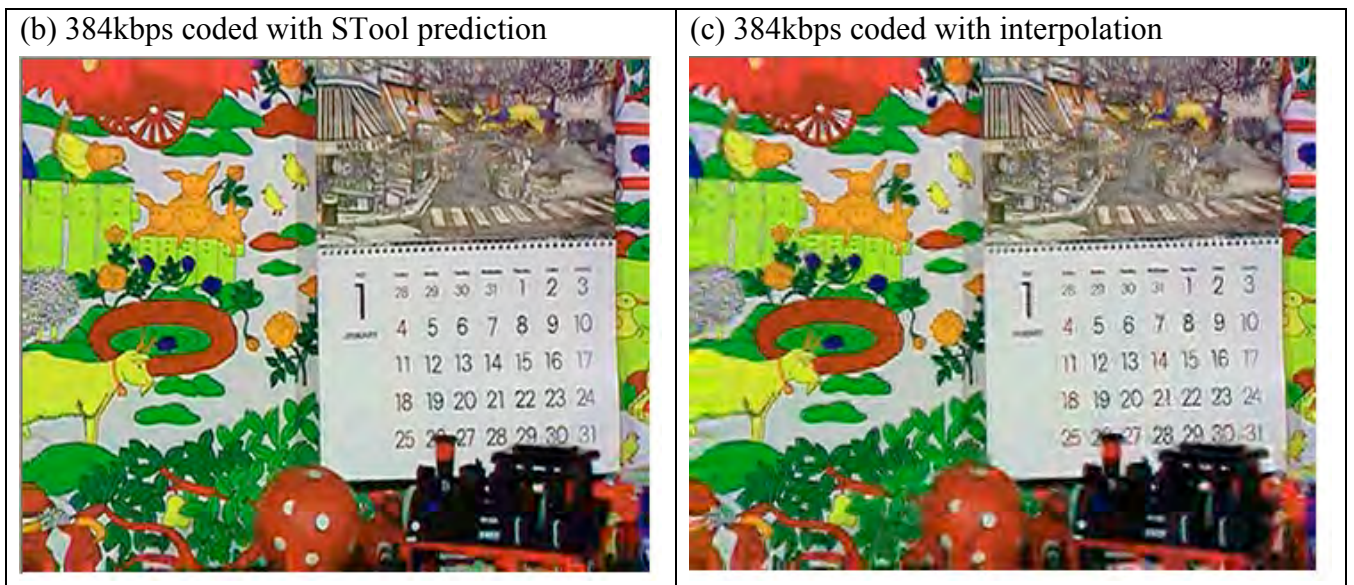 (b) 384kbps coded with STool prediction
(c) 384kbps coded with interpolation
1
28 29 30 31 1 2 3
4 5 6 7 8 9 10
JANUARY
11 12 13 14 15 16 17
18 19 20 21 22 23 24
25 26 27 28 29 30 31
1
28 29 30 31 1 2 3
4 5 6 7 8 9 10
11 12 13 14 15 16 17
18 19 20 21 22 23 24
25 26 27 28 29 30 31